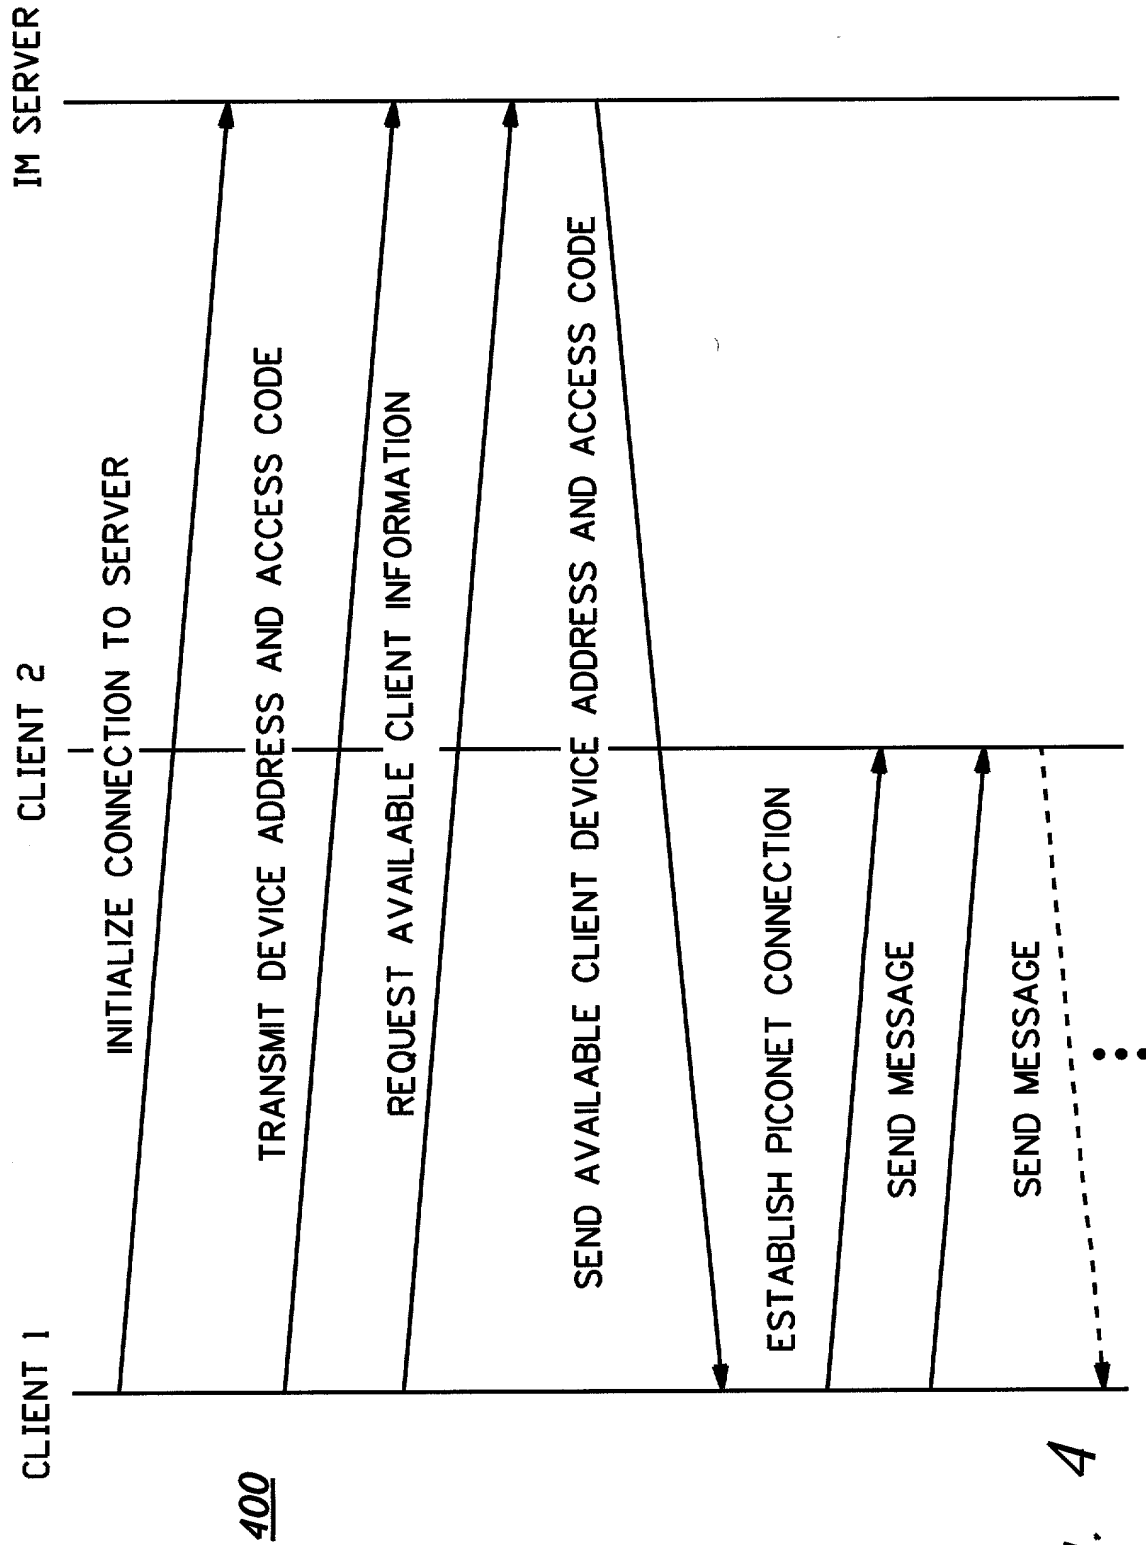 CLIENT 1
CLIENT 2
IM SERVER
400
INITIALIZE CONNECTION TO SERVER
TRANSMIT DEVICE ADDRESS AND ACCESS CODE
REQUEST AVAILABLE CLIENT INFORMATION
SEND AVAILABLE CLIENT DEVICE ADDRESS AND ACCESS CODE
ESTABLISH PICONET CONNECTION
SEND MESSAGE
SEND MESSAGE
4